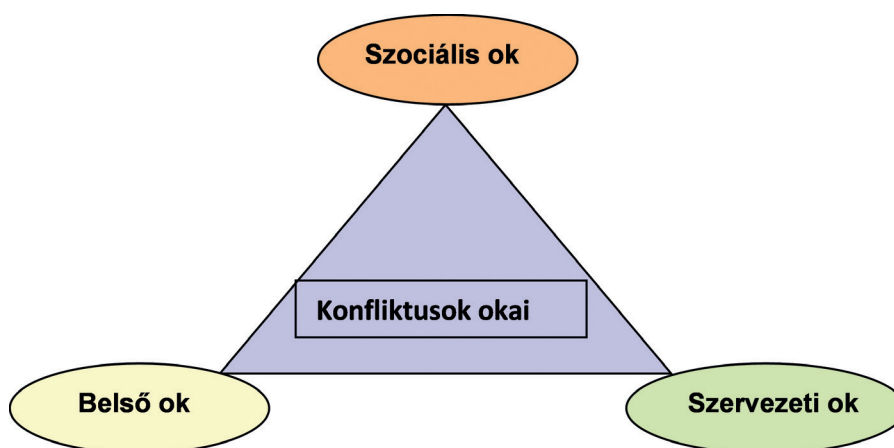 Szociális ok
Konfliktusok okai
Belső ok
Szervezeti ok